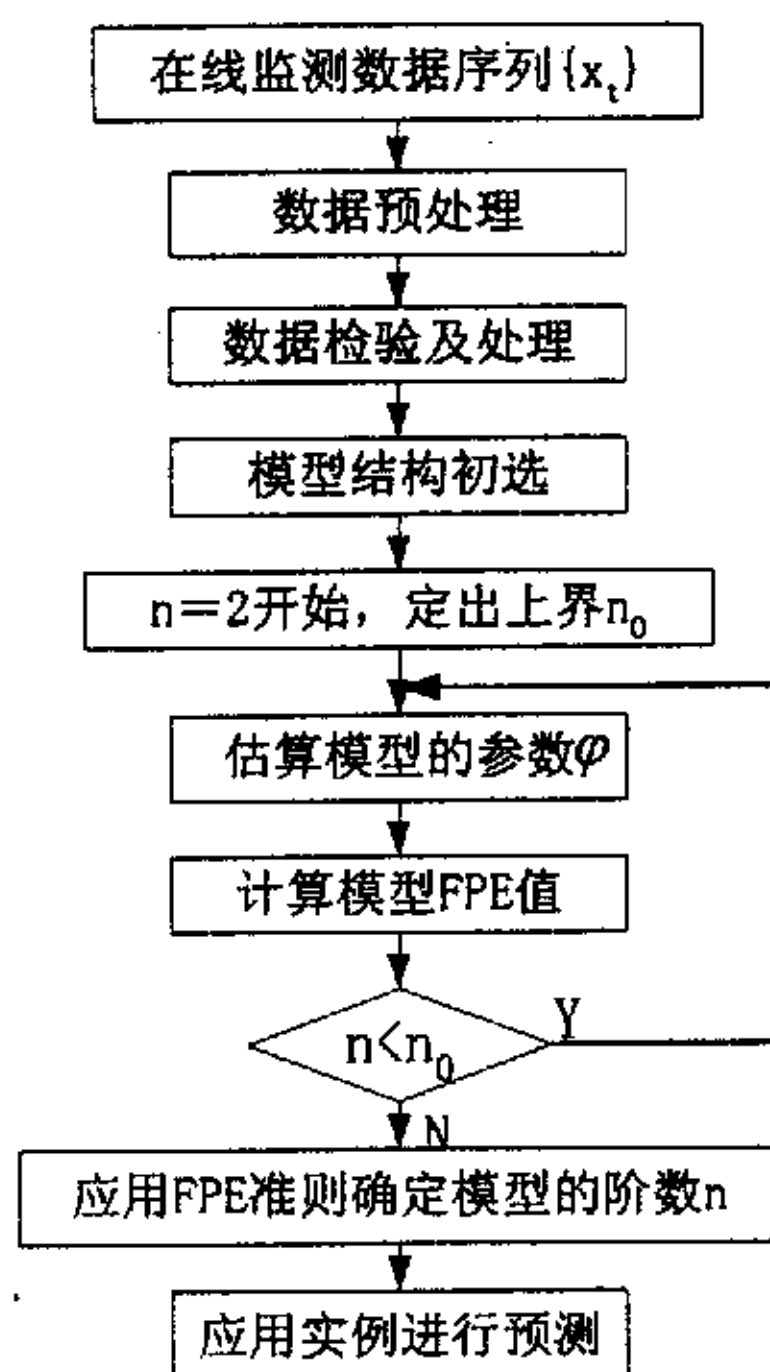 在线监测数据序列{x_t}
数据预处理
数据检验及处理
模型结构初选
n=2开始，定出上界n_0
估算模型的参数φ
计算模型FPE值
n<n_0
Y
N
应用FPE准则确定模型的阶数n
应用实例进行预测